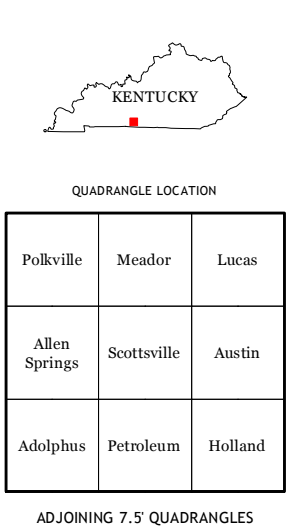 KENTUCKY
QUADRANGLE LOCATION
Polkville Meador Lucas
Allen
Springs
Scottsville
Austin
Adolphus Petroleum Holland
ADJOINING 7.5' QUADRANGLES